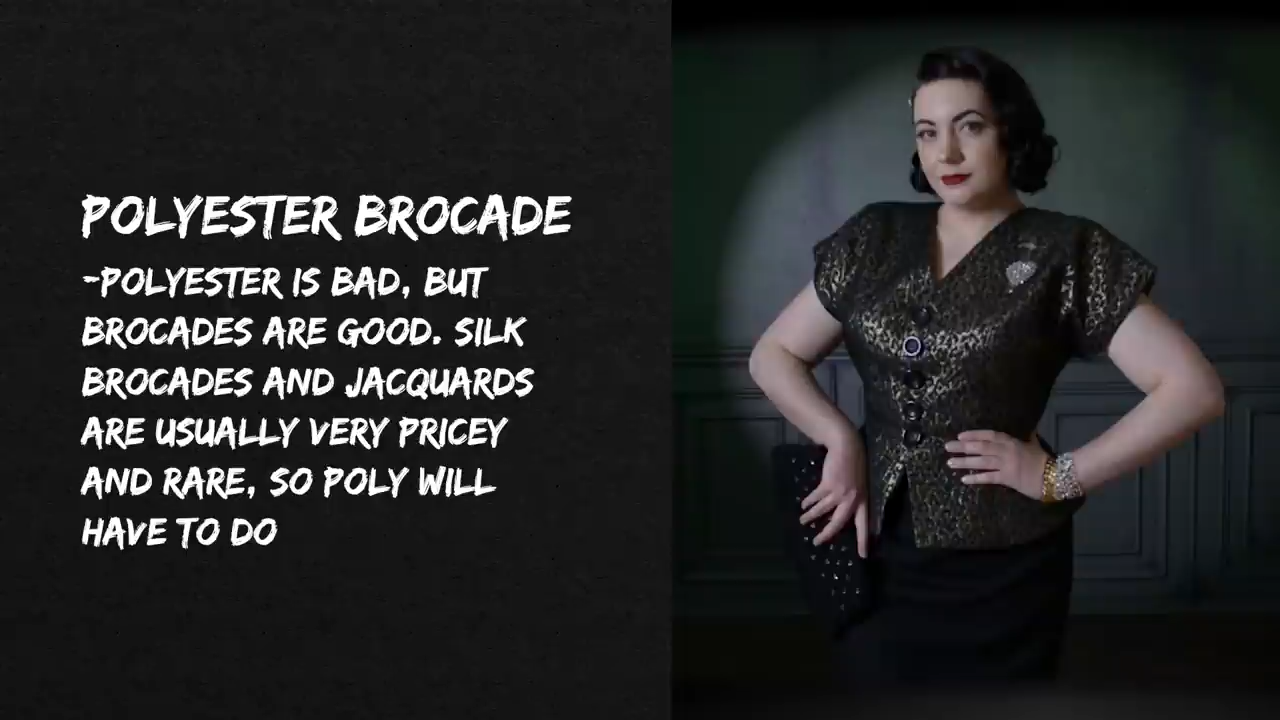 POLYESTER BROCADE
-POLYESTER IS BAD, BUT
BROCADES ARE GOOD. SILK
BROCADES AND JACQUARDS
ARE USUALLY VERY PRICEY
AND RARE, SO POLY WILL
HAVE TO DO